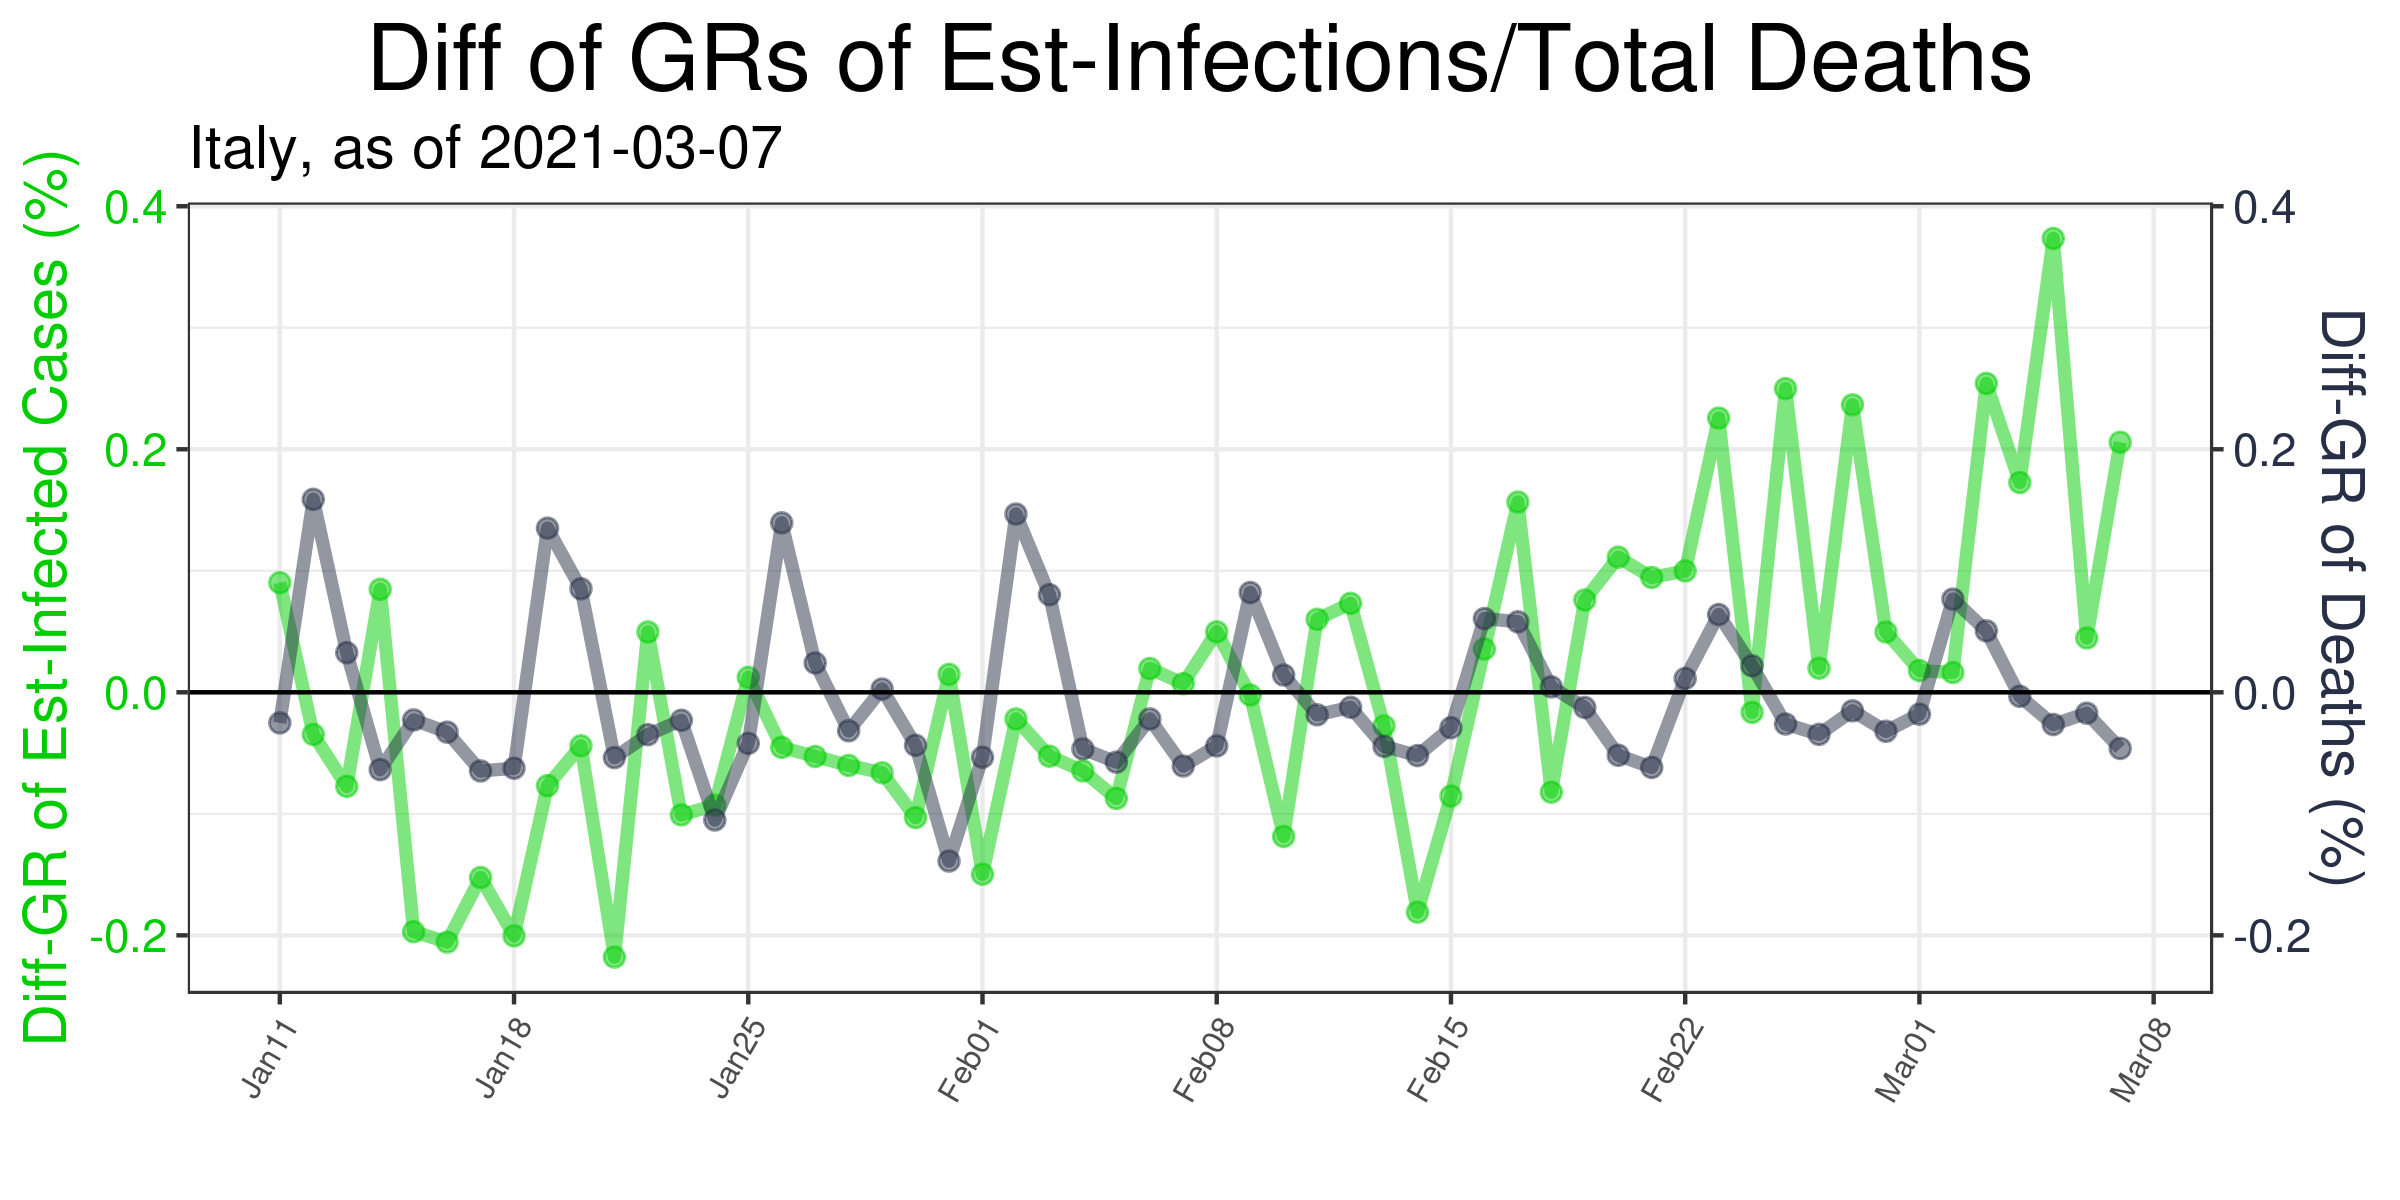 Diff of GRs of Est-Infections/Total Deaths
Italy, as of 2021-03-07
Diff-GR of Est-Infected Cases (%)
0.4
0.2
0.0
-0.2
0.4
0.2
0.0
-0.2
Diff-GR of Deaths (%)
Jan11
Jan18
Jan25
Feb01
Feb08
Feb15
Feb22
Mar01
Mar08